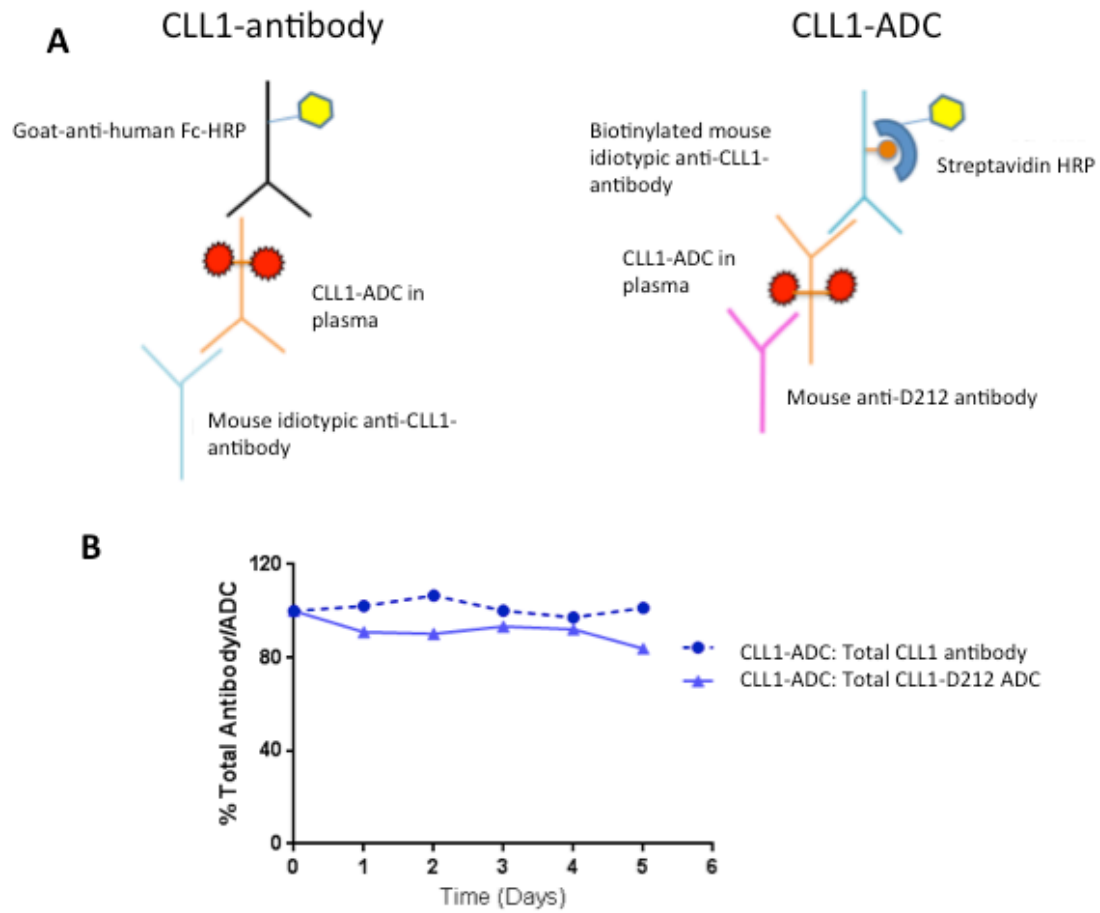 A
CLL1-antibody
Goat-anti-human Fc-HRP
CLL1-ADC in
plasma
Mouse idiotypic anti-CLL1-
antibody
CLL1-ADC
Biotinylated mouse
idiotypic anti-CLL1-
antibody
Streptavidin HRP
CLL1-ADC in
plasma
Mouse anti-D212 antibody
B
% Total Antibody/ADC
120
80
40
0
0 1 2 3 4 5 6
Time (Days)
CLL1-ADC: Total CLL1 antibody
CLL1-ADC: Total CLL1-D212 ADC